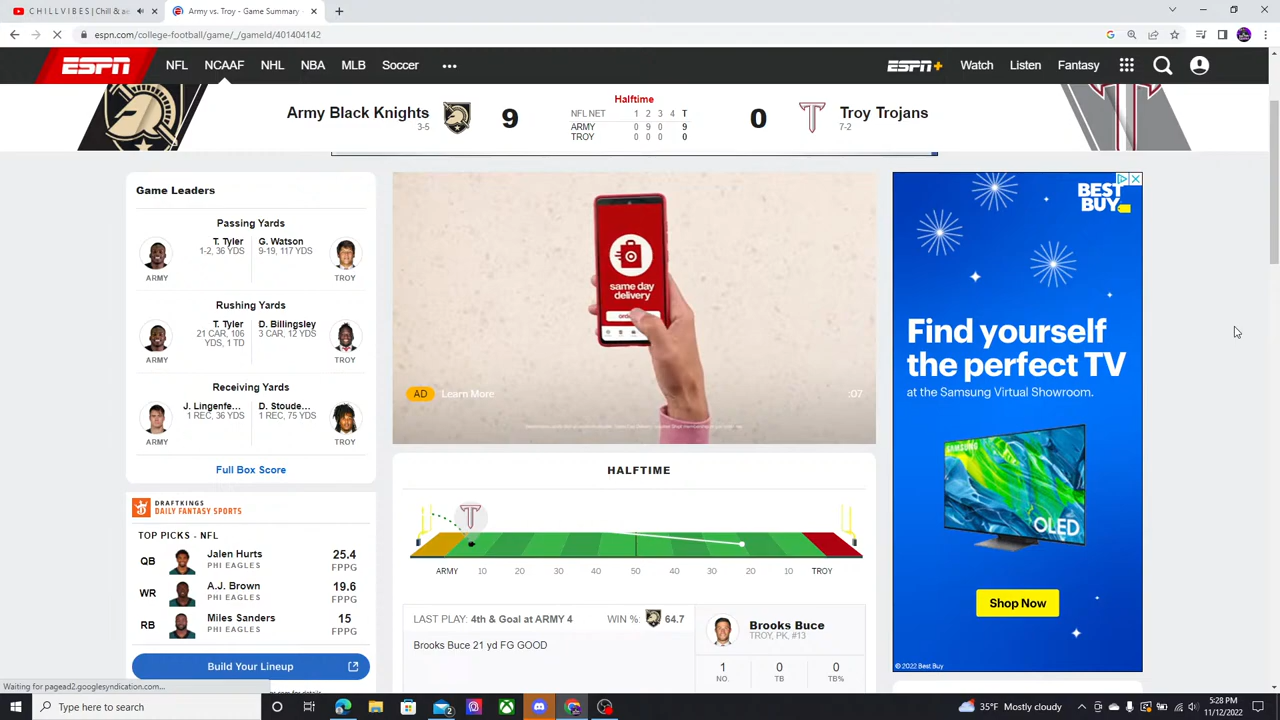 C H I L L V I B E S | Chill & a
Army vs. Troy - Game Summary -
espn.com/college-football/game/_/gameId/401404142
ESPN NFL NCAAF NHL NBA MLB Soccer ••• ESPN+ Watch Listen Fantasy
Army Black Knights
3-5
9
Halftime
NFL NET 1 2 3 4 T
ARMY 0 9 0 9
TROY 0 0 0 0
0
Troy Trojans
7-2
Game Leaders
Passing Yards
T. Tyler G. Watson
1-2, 36 YDS 9-19, 117 YDS
ARMY TROY
Rushing Yards
T. Tyler D. Billingsley
21 CAR, 106 3 CAR, 12 YDS
YDS, 1 TD
ARMY TROY
Receiving Yards
J. Lingenfe... D. Stoude...
1 REC, 36 YDS 1 REC, 75 YDS
ARMY TROY
Full Box Score
DRAFTKINGS
DAILY FANTASY SPORTS
TOP PICKS - NFL
QB Jalen Hurts 25.4
PHI EAGLES FPPG
WR A.J. Brown 19.6
PHI EAGLES FPPG
RB Miles Sanders 15
PHI EAGLES FPPG
Build Your Lineup
same day
delivery
AD Learn More :07
HALFTIME
ARMY 10 20 30 40 50 40 30 20 10 TROY
LAST PLAY: 4th & Goal at ARMY 4 WIN %: 64.7
Brooks Buce 21 yd FG GOOD
Brooks Buce
TROY, PK, #13
1 0 0
NO. TB TB%
BEST
BUY
Find yourself
the perfect TV
at the Samsung Virtual Showroom.
SAMSUNG
OLED
Shop Now
© 2022 Best Buy
Waiting for pagead2.googlesyndication.com...
Type here to search
2
35°F Mostly cloudy
5:28 PM
11/12/2022